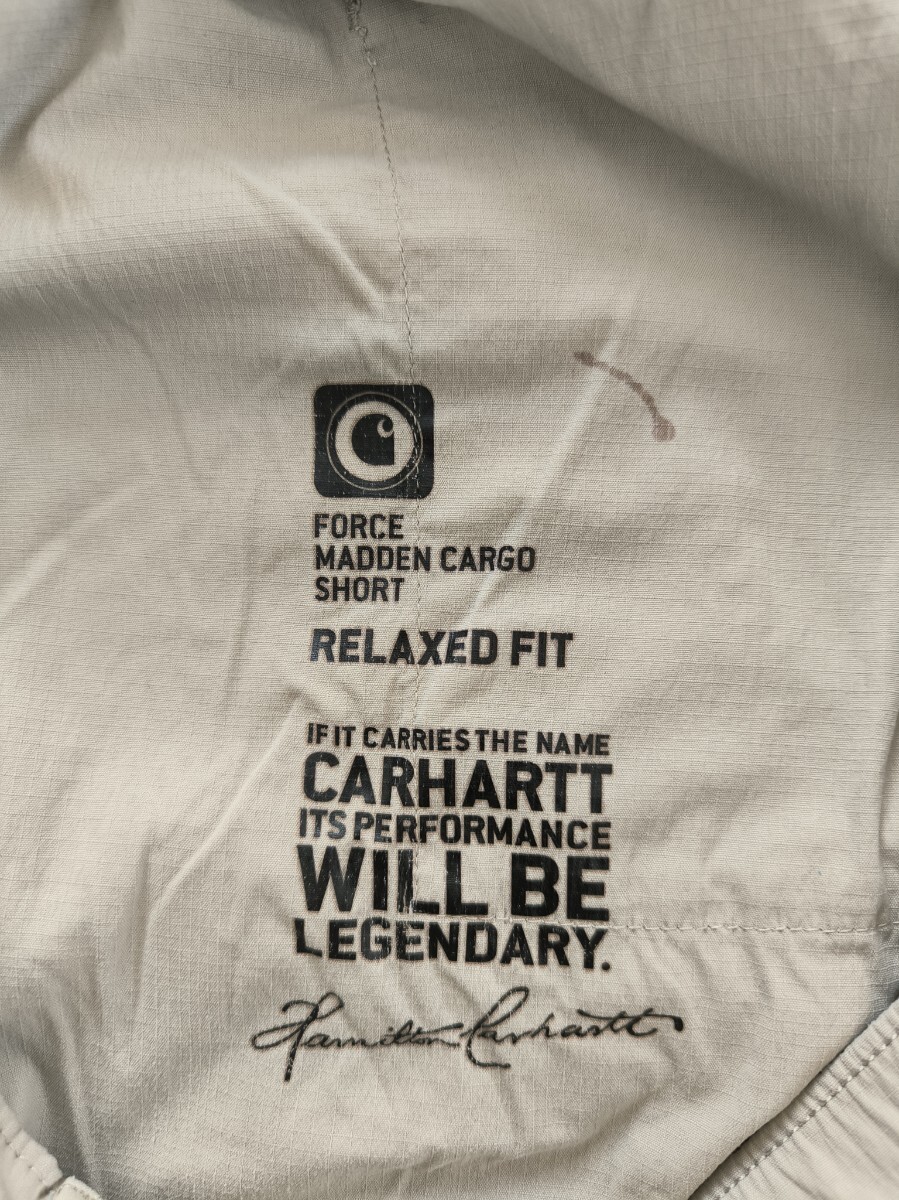 FORCE
MADDEN CARGO
SHORT
RELAXED FIT
IF IT CARRIES THE NAME
CARHARTT
ITS PERFORMANCE
WILL BE
LEGENDARY.
Hamilton Carhartt